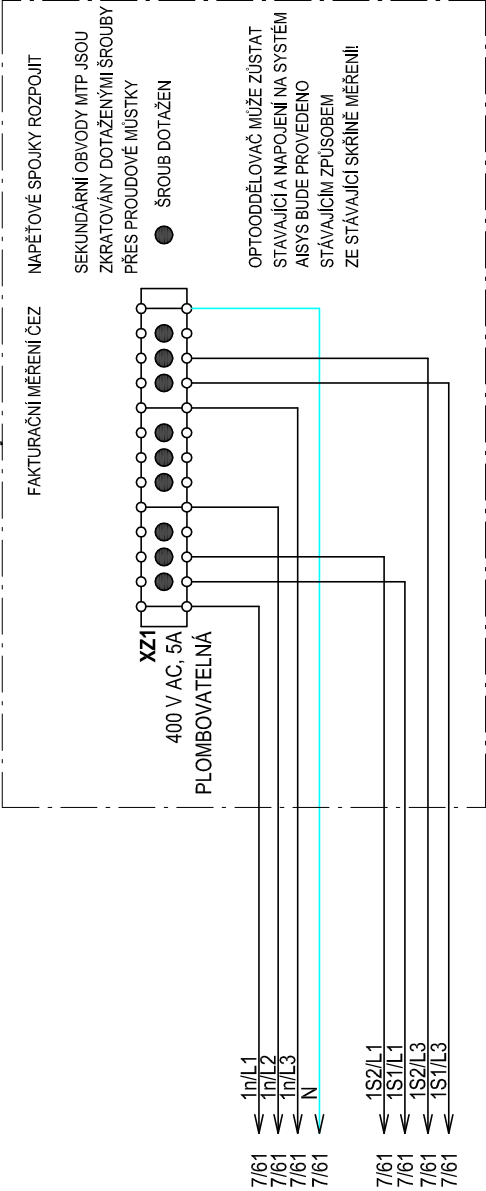 FAKTURAČNÍ MĚŘENÍ ČEZ
NAPĚŤOVÉ SPOJKY ROZPOJIT
SEKUNDÁRNÍ OBVODY MTP JSOU
ZKRATOVÁNY DOTAŽENÝMI ŠROUBY
PŘES PROUDOVÉ MŮSTKY
ŠROUB DOTAŽEN
OPTOODDĚLOVAČ MŮŽE ZŮSTAT
STAVAJÍCÍ A NAPOJENÍ NA SYSTÉM
AISYS BUDE PROVEDENO
STÁVAJÍCÍM ZPŮSOBEM
ZE STÁVAJÍCÍ SKŘÍNĚ MĚŘENÍ!
XZ1
400 V AC, 5A
PLOMBOVATELNÁ
7/61 1n/L1
7/61 1n/L2
7/61 1n/L3
7/61 N
7/61 1S2/L1
7/61 1S1/L1
7/61 1S2/L3
7/61 1S1/L3